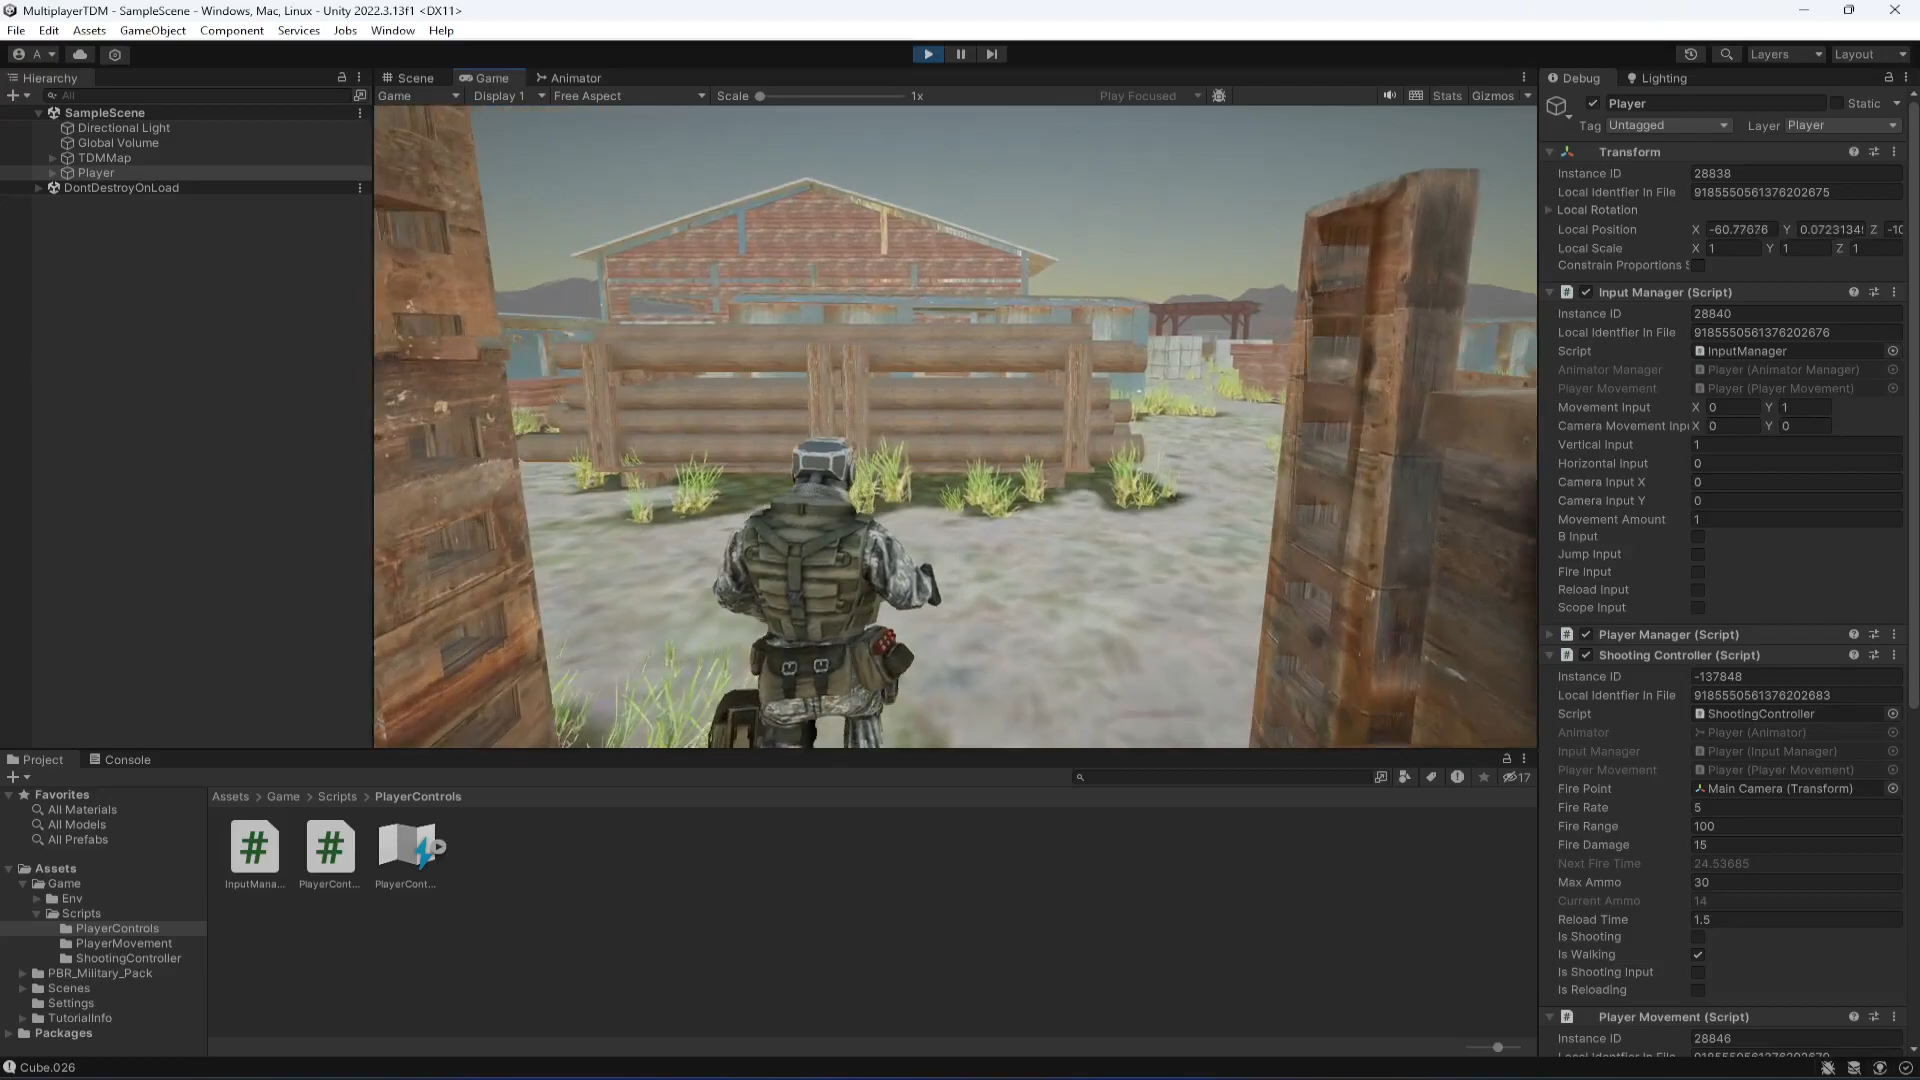 MultiplayerTDM - SampleScene - Windows, Mac, Linux - Unity 2022.3.13f1 <DX11>
File Edit Assets GameObject Component Services Jobs Window Help
A Layers Layout
Hierarchy
All
SampleScene
Directional Light
Global Volume
TDMMap
Player
DontDestroyOnLoad
Scene Game Animator
Game Display 1 Free Aspect Scale 1x Play Focused Stats Gizmos
Debug Lighting
Player Static
Tag Untagged Layer Player
Transform
Instance ID 28838
Local Identfier In File 9185550561376202675
Local Rotation
Local Position X -60.77676 Y 0.0723134 Z -10
Local Scale X 1 Y 1 Z 1
Constrain Proportions S
Input Manager (Script)
Instance ID 28840
Local Identfier In File 9185550561376202676
Script InputManager
Animator Manager Player (Animator Manager)
Player Movement Player (Player Movement)
Movement Input X 0 Y 1
Camera Movement Inpu X 0 Y 0
Vertical Input 1
Horizontal Input 0
Camera Input X 0
Camera Input Y 0
Movement Amount 1
B Input
Jump Input
Fire Input
Reload Input
Scope Input
Player Manager (Script)
Shooting Controller (Script)
Instance ID -137848
Local Identfier In File 9185550561376202683
Script ShootingController
Animator Player (Animator)
Input Manager Player (Input Manager)
Player Movement Player (Player Movement)
Fire Point Main Camera (Transform)
Fire Rate 5
Fire Range 100
Fire Damage 15
Next Fire Time 24.53685
Max Ammo 30
Current Ammo 14
Reload Time 1.5
Is Shooting
Is Walking
Is Shooting Input
Is Reloading
Player Movement (Script)
Instance ID 28846
Project Console
17
Favorites
All Materials
All Models
All Prefabs
Assets
Game
Env
Scripts
PlayerControls
PlayerMovement
ShootingController
PBR_Military_Pack
Scenes
Settings
TutorialInfo
Packages
Assets > Game > Scripts > PlayerControls
InputMana... PlayerCont... PlayerCont...
Cube.026